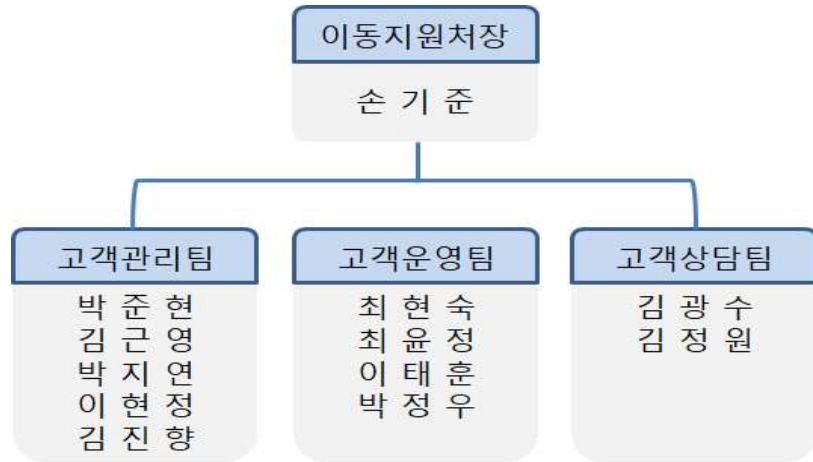 이동지원처장
손 기 준
고객관리팀
박 준 현
김 근 영
박 지 연
이 현 정
김 진 향
고객운영팀
최 현 숙
최 윤 정
이 태 훈
박 정 우
고객상담팀
김 광 수
김 정 원